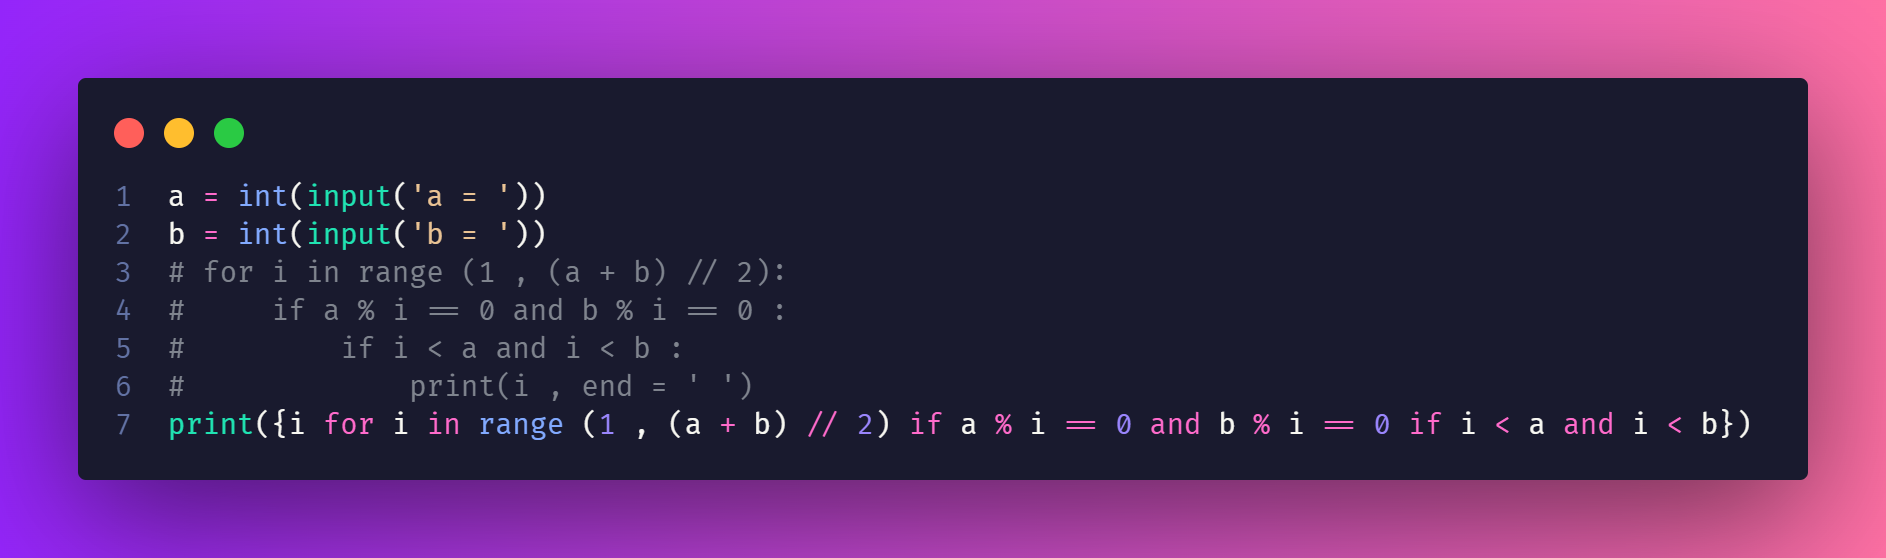 1 a = int(input('a = '))
2 b = int(input('b = '))
3 # for i in range (1 , (a + b) // 2):
4 #     if a % i == 0 and b % i == 0 :
5 #         if i < a and i < b :
6 #             print(i , end = ' ')
7 print({i for i in range (1 , (a + b) // 2) if a % i == 0 and b % i == 0 if i < a and i < b})